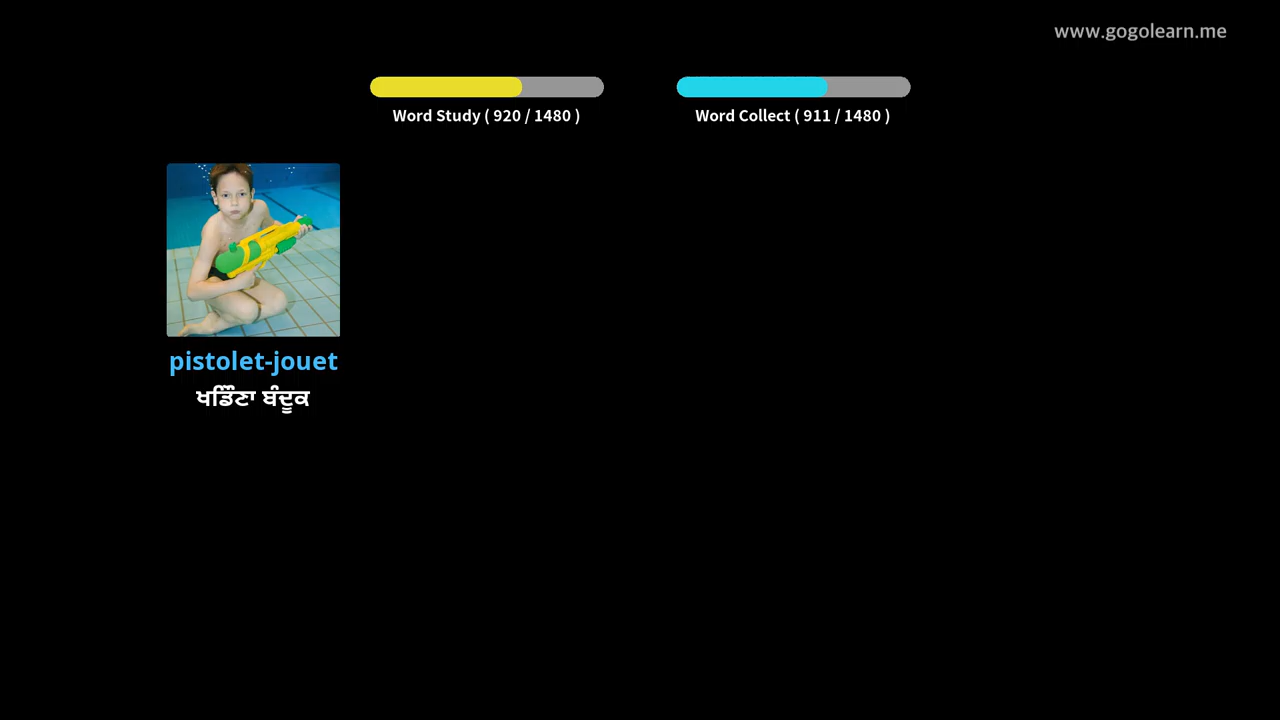 www.gogolearn.me
Word Study ( 920 / 1480 )
Word Collect ( 911 / 1480 )
pistolet-jouet
ਖਡੌਿਣਾ ਬੰਦੂਕ